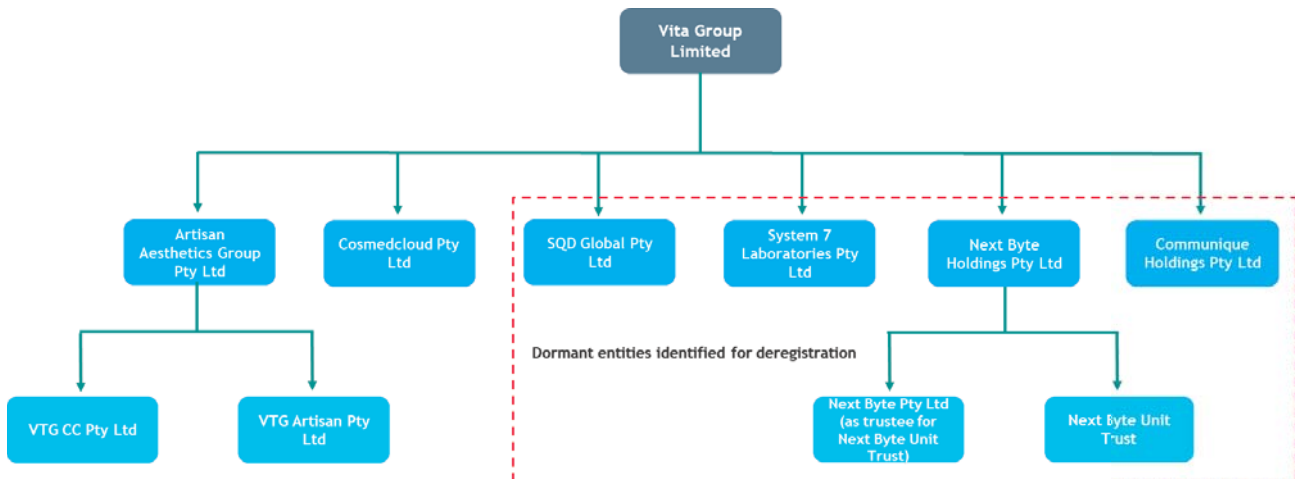 Vita Group
Limited
Artisan
Aesthetics Group
Pty Ltd
Cosmedcloud Pty
Ltd
SQD Global Pty
Ltd
System 7
Laboratories Pty
Ltd
Next Byte
Holdings Pty Ltd
Communique
Holdings Pty Ltd
Dormant entities identified for deregistration
VTG CC Pty Ltd
VTG Artisan Pty
Ltd
Next Byte Pty Ltd
(as trustee for
Next Byte Unit
Trust)
Next Byte Unit
Trust